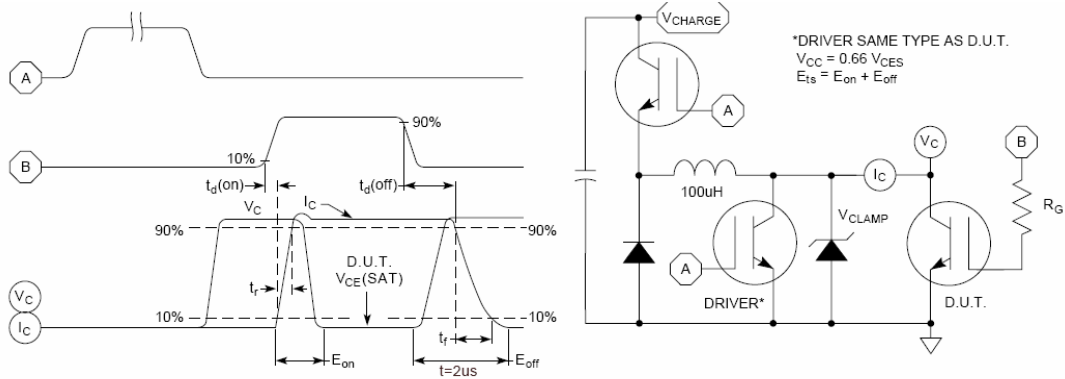 A
B
10%
90%
td(on)
td(off)
VC
IC
90%
90%
D.U.T.
VCE(SAT)
tr
VC
IC
10%
10%
tf
Eon
t=2us
Eoff
VCHARGE
*DRIVER SAME TYPE AS D.U.T.
VCC = 0.66 VCES
Ets = Eon + Eoff
A
B
VC
IC
100uH
RG
VCLAMP
A
DRIVER*
D.U.T.